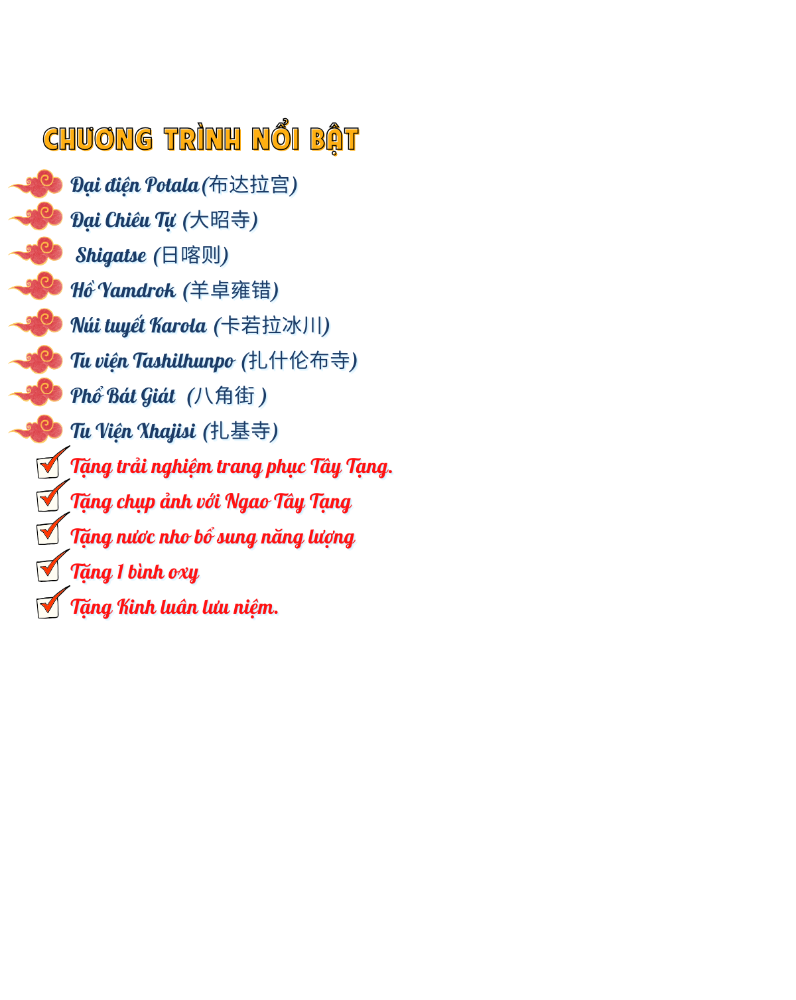 CHƯƠNG TRÌNH NỔI BẬT
Đại điện Potala(布达拉宫)
Đại Chiêu Tự (大昭寺)
Shigatse (日喀则)
Hồ Yamdrok (羊卓雍错)
Núi tuyết Karola (卡若拉冰川)
Tu viện Tashilhunpo (扎什伦布寺)
Phổ Bát Giát (八角街 )
Tu Viện Xhajisi (扎基寺)
Tặng trải nghiệm trang phục Tây Tạng.
Tặng chụp ảnh với Ngao Tây Tạng
Tặng nươc nho bổ sung năng lượng
Tặng 1 bình oxy
Tặng Kinh luân lưu niệm.